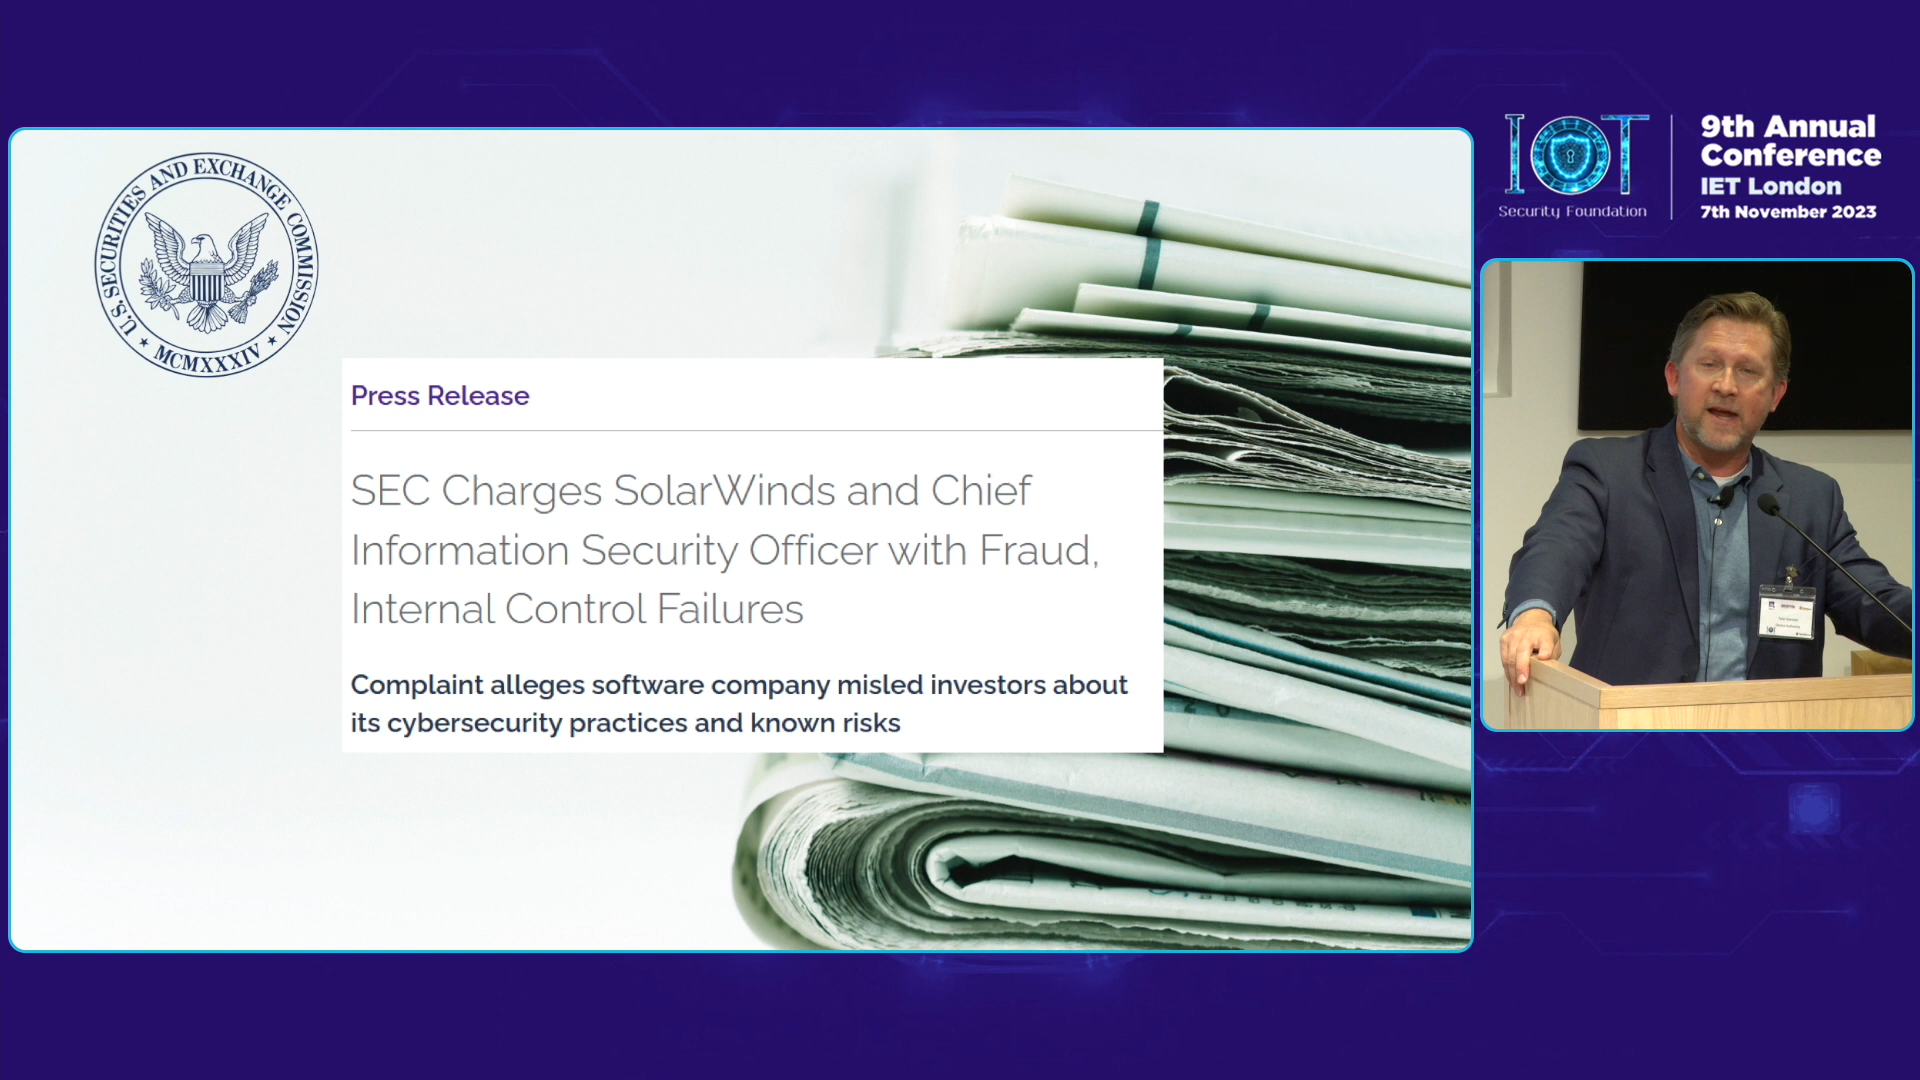 U.S. SECURITIES AND EXCHANGE COMMISSION
MCMXXXIV
Press Release
SEC Charges SolarWinds and Chief
Information Security Officer with Fraud,
Internal Control Failures
Complaint alleges software company misled investors about
its cybersecurity practices and known risks
IOT
Security Foundation
9th Annual
Conference
IET London
7th November 2023